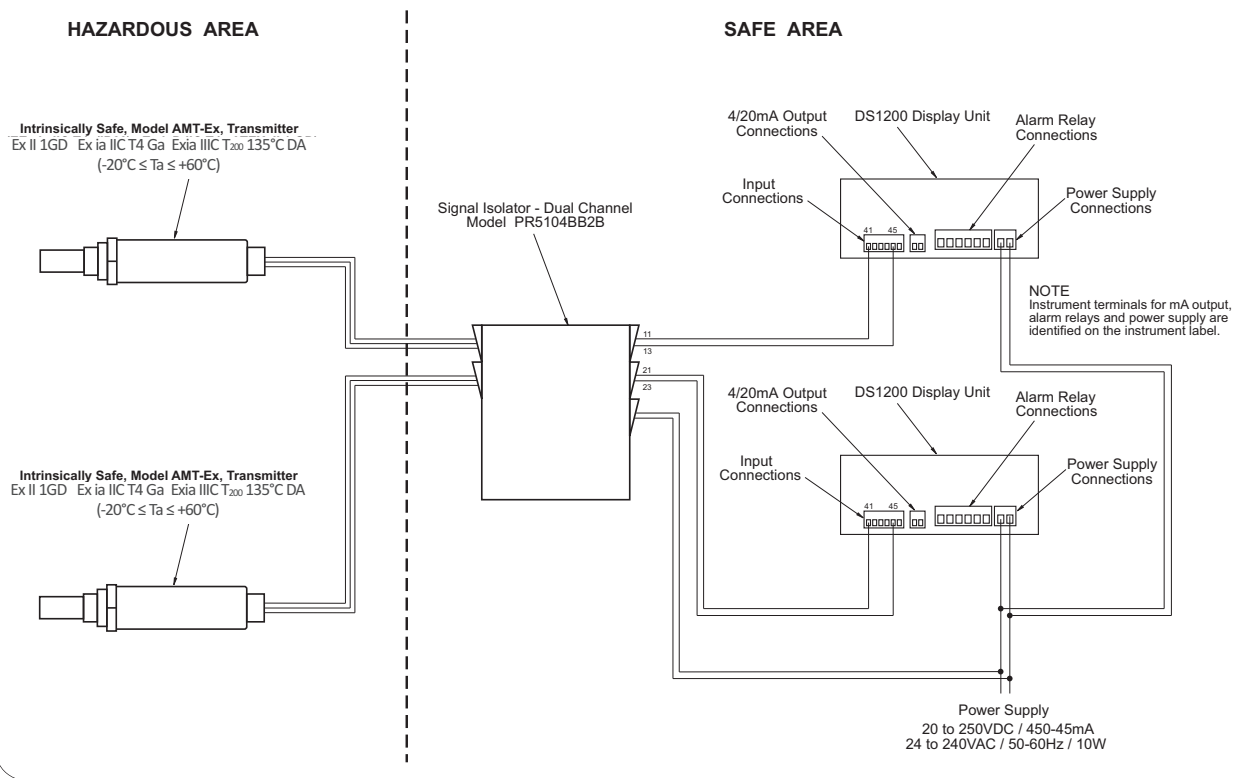 HAZARDOUS AREA
SAFE AREA
Intrinsically Safe, Model AMT-Ex, Transmitter
Ex II 1GD Ex ia IIC T4 Ga Exia IIIC T200 135°C DA
(-20°C ≤ Ta ≤ +60°C)
Signal Isolator - Dual Channel
Model PR5104BB2B
4/20mA Output
Connections
DS1200 Display Unit
Alarm Relay
Connections
Input
Connections
Power Supply
Connections
41
45
NOTE
Instrument terminals for mA output,
alarm relays and power supply are
identified on the instrument label.
11
13
21
23
4/20mA Output
Connections
DS1200 Display Unit
Alarm Relay
Connections
Input
Connections
Power Supply
Connections
41
45
Intrinsically Safe, Model AMT-Ex, Transmitter
Ex II 1GD Ex ia IIC T4 Ga Exia IIIC T200 135°C DA
(-20°C ≤ Ta ≤ +60°C)
Power Supply
20 to 250VDC / 450-45mA
24 to 240VAC / 50-60Hz / 10W